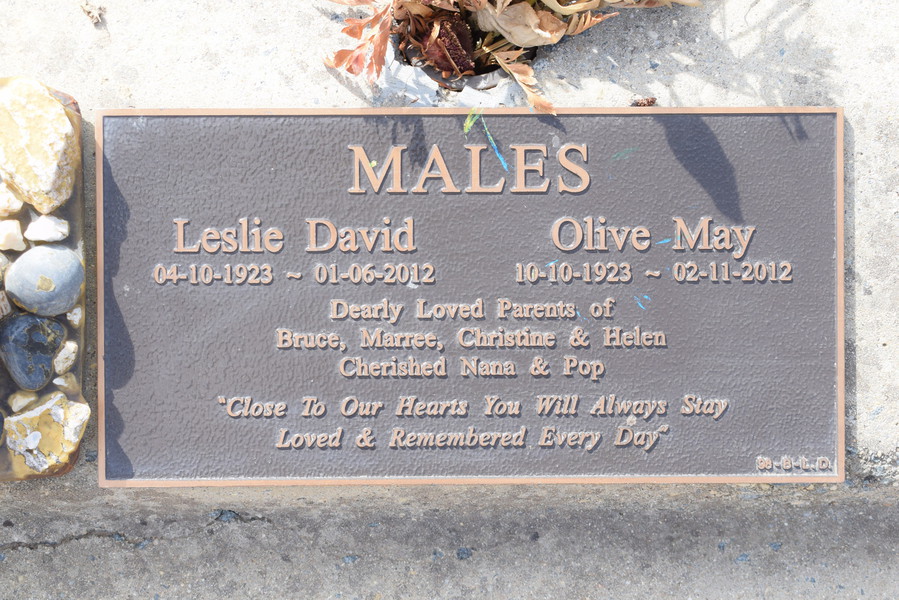 MALES
Leslie David Olive May
04-10-1923 ~ 01-06-2012 10-10-1923 ~ 02-11-2012
Dearly Loved Parents of
Bruce, Marree, Christine & Helen
Cherished Nana & Pop
"Close To Our Hearts You Will Always Stay
Loved & Remembered Every Day"